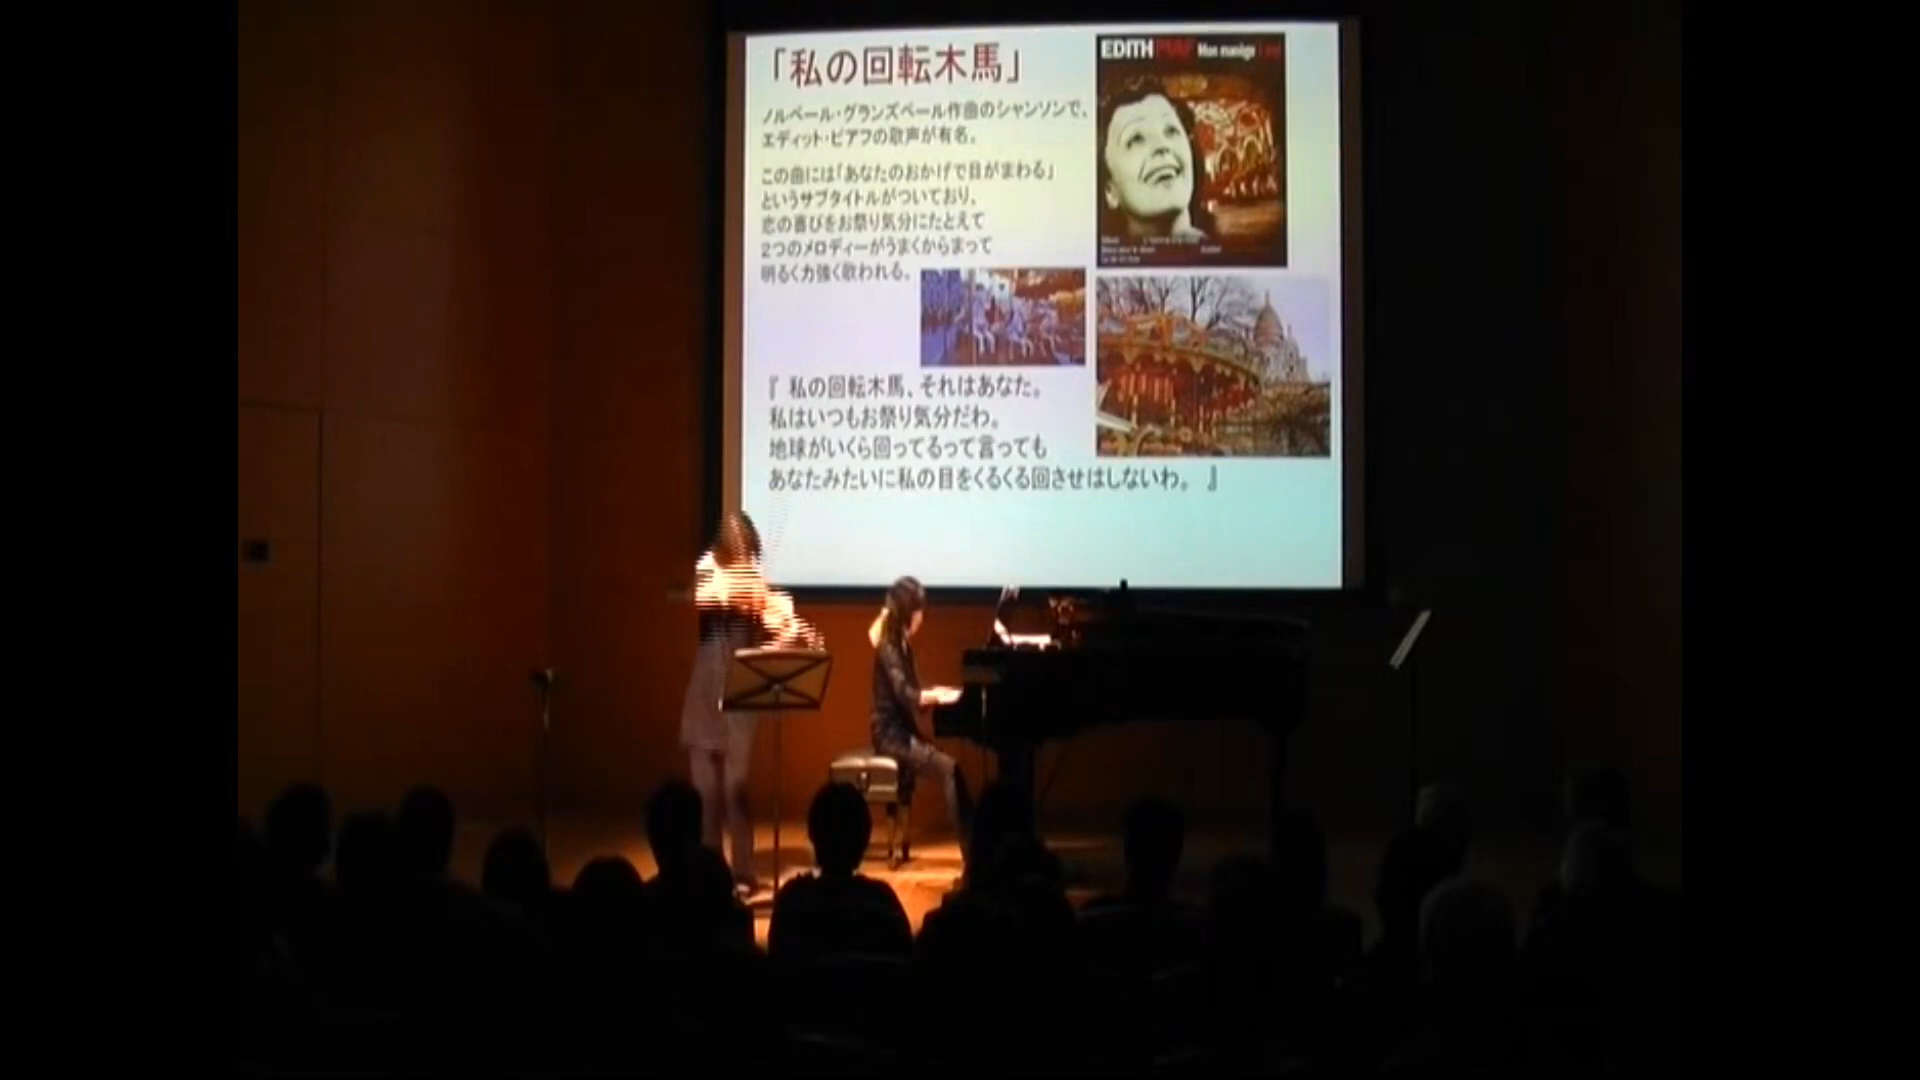 「私の回転木馬」
ノルベール・グランズベール作曲のシャンソンで、
エディット・ピアフの歌声が有名。
この曲には「あなたのおかげで目がまわる」
というサブタイトルがついており、
恋の喜びをお祭り気分にたとえて
2つのメロディーがうまくからまって
明るく力強く歌われる。
『 私の回転木馬、それはあなた。
私はいつもお祭り気分だわ。
地球がいくら回ってるって言っても
あなたみたいに私の目をくるくる回させはしないわ。 』
EDITH PIAF Mon manège